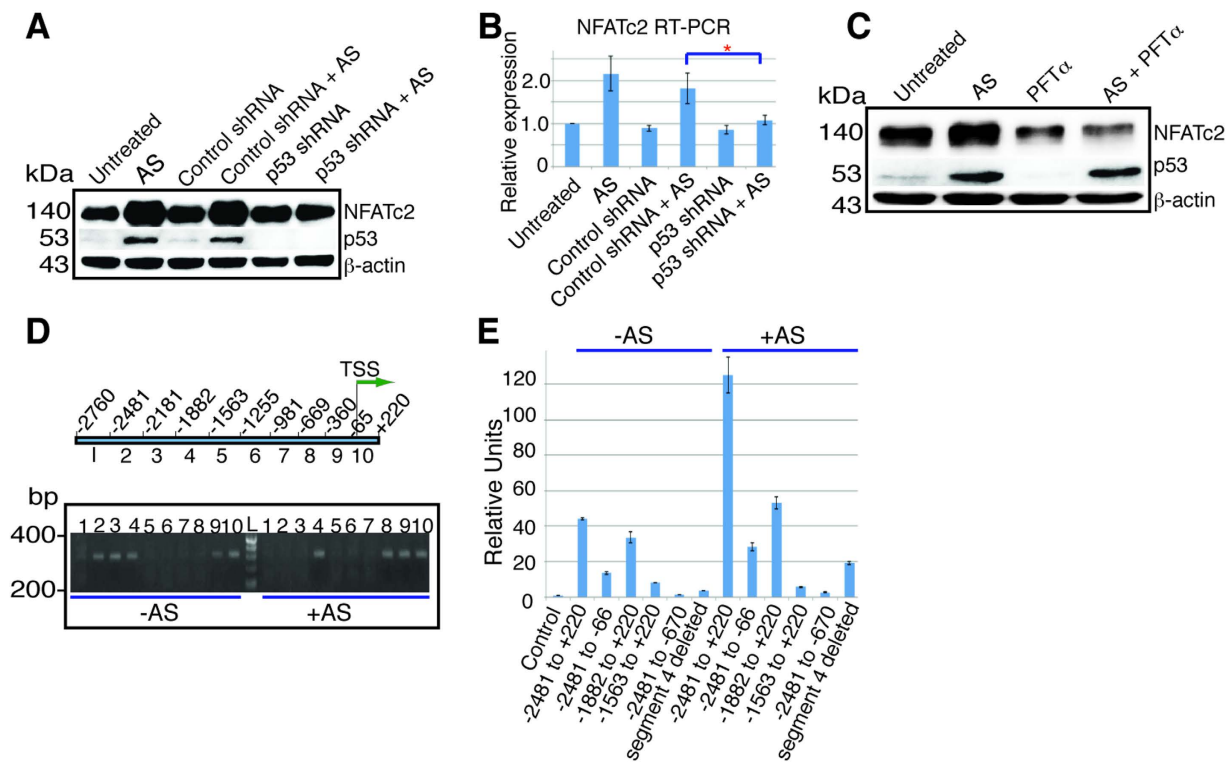 A
kDa
Untreated
AS
Control shRNA
Control shRNA + AS
p53 shRNA
p53 shRNA + AS
140
NFATc2
53
p53
43
β-actin
B
NFATc2 RT-PCR
Relative expression
2.0
1.0
0
Untreated
AS
Control shRNA
Control shRNA + AS
p53 shRNA
p53 shRNA + AS
*
C
kDa
Untreated
AS
PFTα
AS + PFTα
140
NFATc2
53
p53
43
β-actin
D
TSS
-2760
-2481
-2181
-1882
-1563
-1255
-981
-669
-360
-65
+220
1 2 3 4 5 6 7 8 9 10
bp
400
200
1 2 3 4 5 6 7 8 9 10 L 1 2 3 4 5 6 7 8 9 10
-AS +AS
E
-AS +AS
Relative Units
120
100
80
60
40
20
0
Control
-2481 to +220
-2481 to -66
-1882 to +220
-1563 to +220
-2481 to -670
segment 4 deleted
-2481 to +220
-2481 to -66
-1882 to +220
-1563 to +220
-2481 to -670
segment 4 deleted